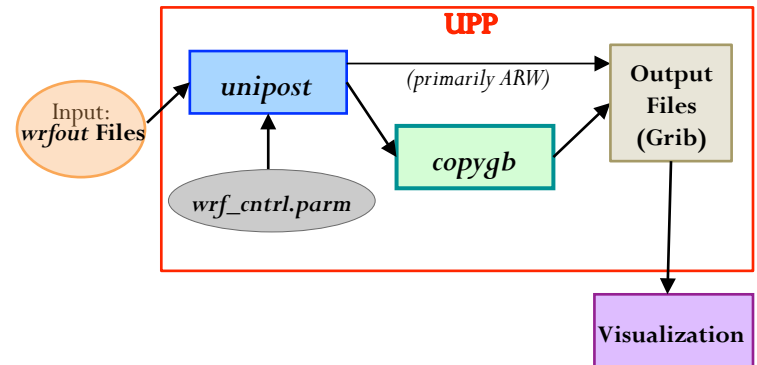 UPP
Input:
wrfout Files
unipost
(primarily ARW)
Output
Files
(Grib)
copygb
wrf_cntrl.parm
Visualization